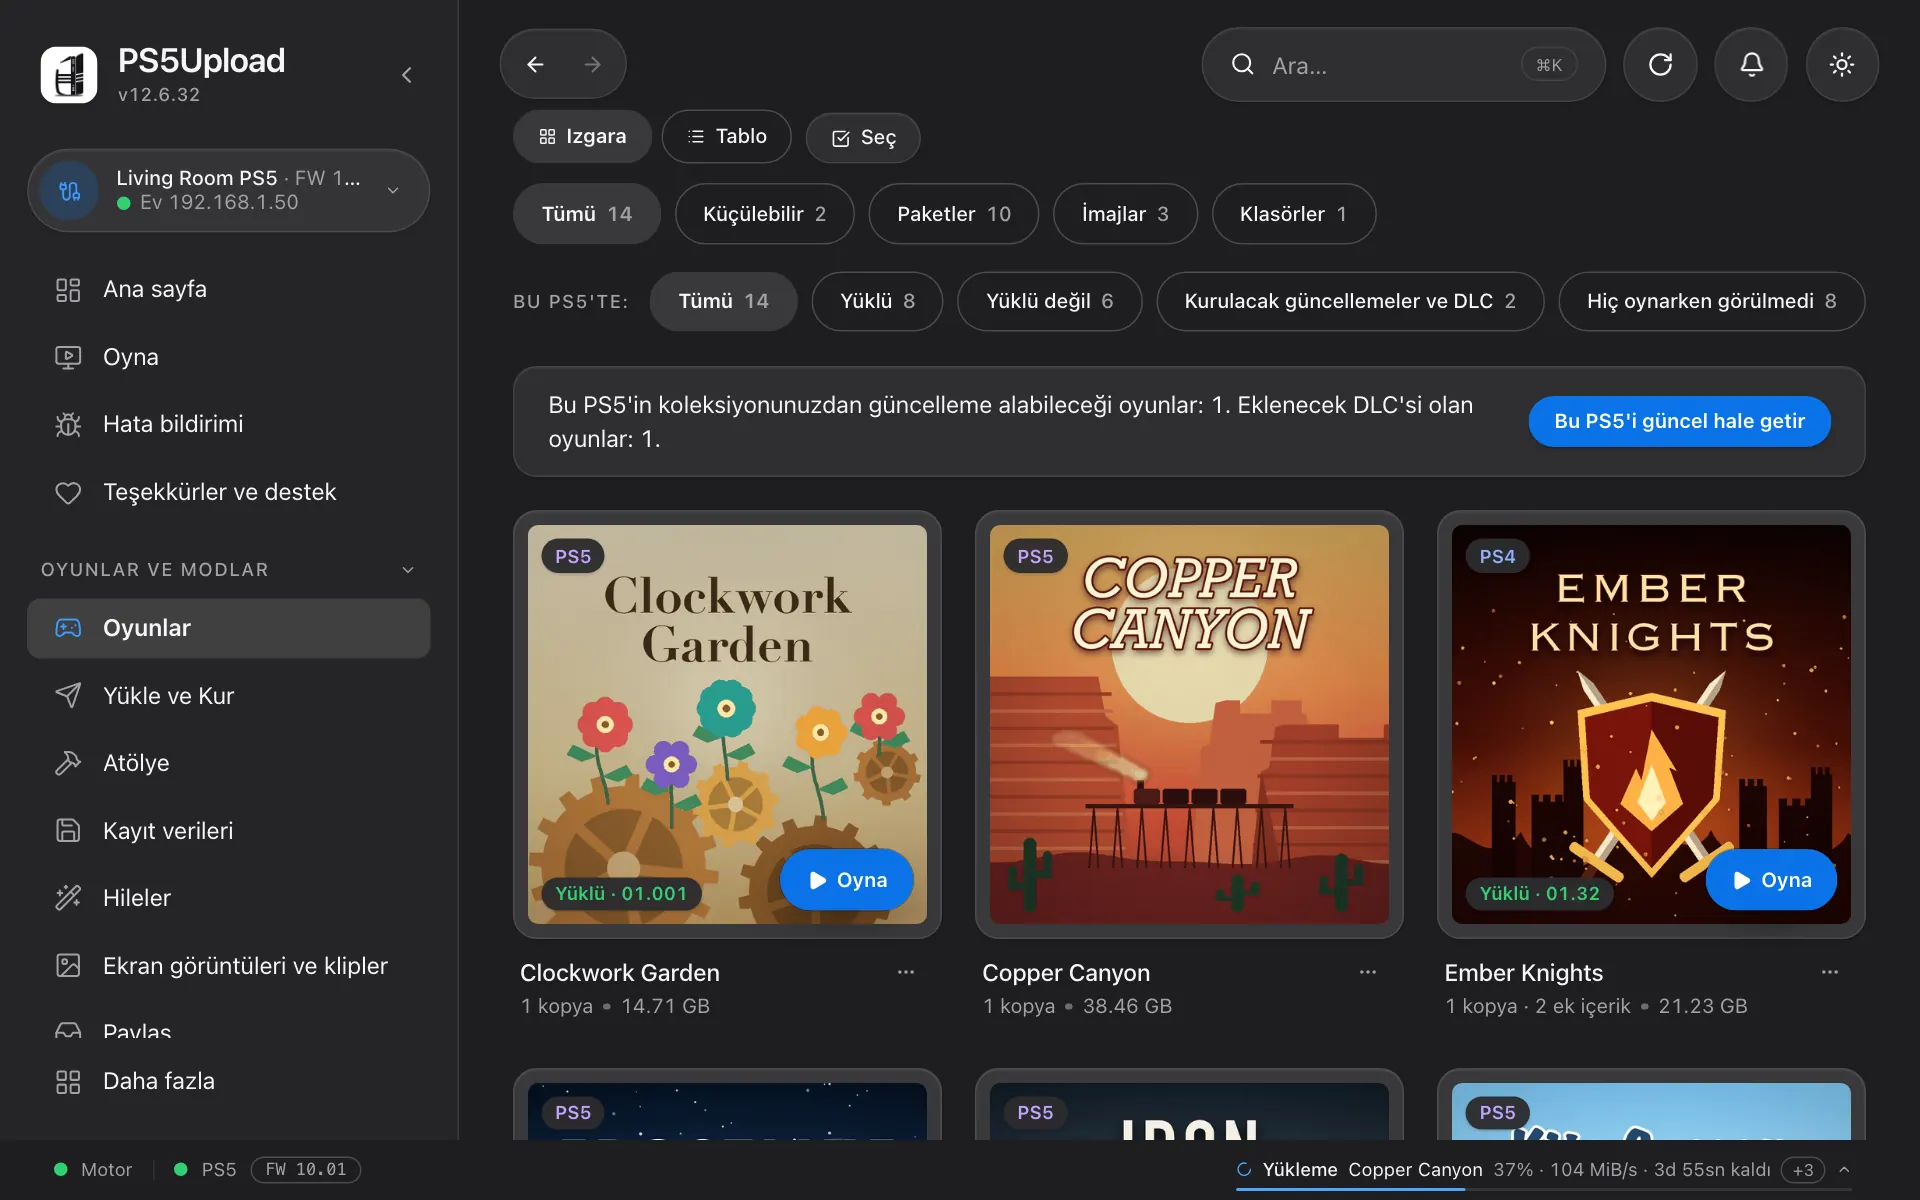 PS5Upload
v12.6.32
Living Room PS5 · FW 1...
Ev 192.168.1.50
Ana sayfa
Oyna
Hata bildirimi
Teşekkürler ve destek
OYUNLAR VE MODLAR
Oyunlar
Yükle ve Kur
Atölye
Kayıt verileri
Hileler
Ekran görüntüleri ve klipler
Paylaş
Daha fazla
Ara...
⌘K
Izgara
Tablo
Seç
Tümü 14
Küçülebilir 2
Paketler 10
İmajlar 3
Klasörler 1
BU PS5'TE:
Tümü 14
Yüklü 8
Yüklü değil 6
Kurulacak güncellemeler ve DLC 2
Hiç oynarken görülmedi 8
Bu PS5'in koleksiyonunuzdan güncelleme alabileceği oyunlar: 1. Eklenecek DLC'si olan
oyunlar: 1.
Bu PS5'i güncel hale getir
PS5
Clockwork
Garden
Yüklü · 01.001
Oyna
Clockwork Garden
1 kopya • 14.71 GB
PS5
COPPER
CANYON
Copper Canyon
1 kopya • 38.46 GB
PS4
EMBER
KNIGHTS
Yüklü · 01.32
Oyna
Ember Knights
1 kopya · 2 ek içerik • 21.23 GB
PS5
PS5
IRON
PS5
Motor
PS5
FW 10.01
Yükleme Copper Canyon 37% · 104 MiB/s · 3d 55sn kaldı
+3